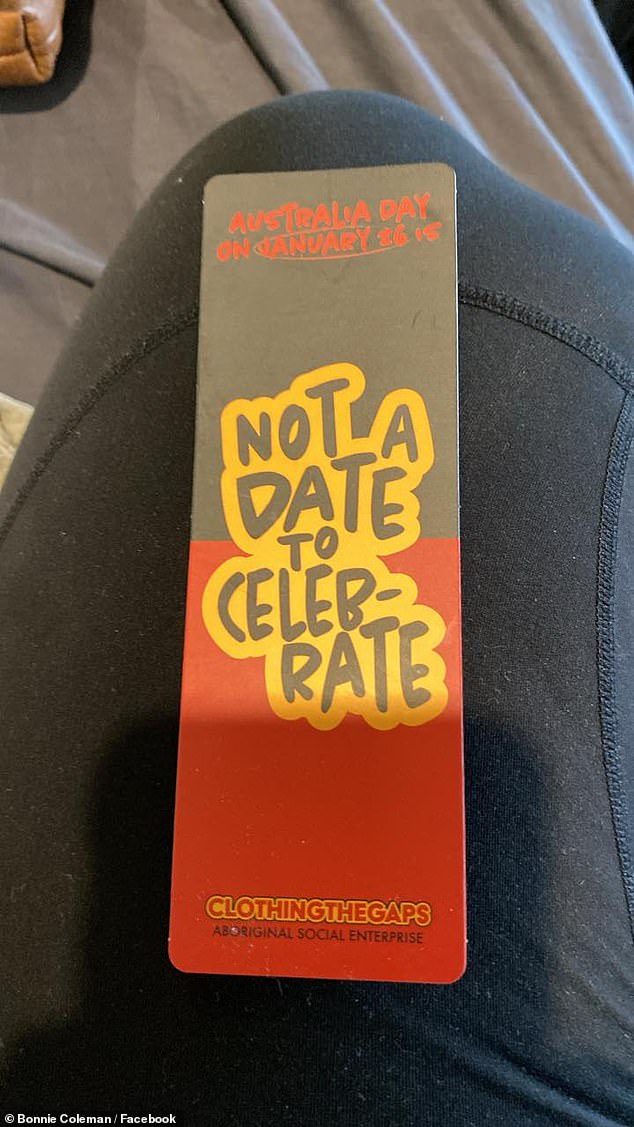 AUSTRALIA DAY
ON JANUARY 26 IS
NOT A
DATE
TO
CELEB-
RATE
CLOTHINGTHEGAPS
ABORIGINAL SOCIAL ENTERPRISE
© Bonnie Coleman / Facebook